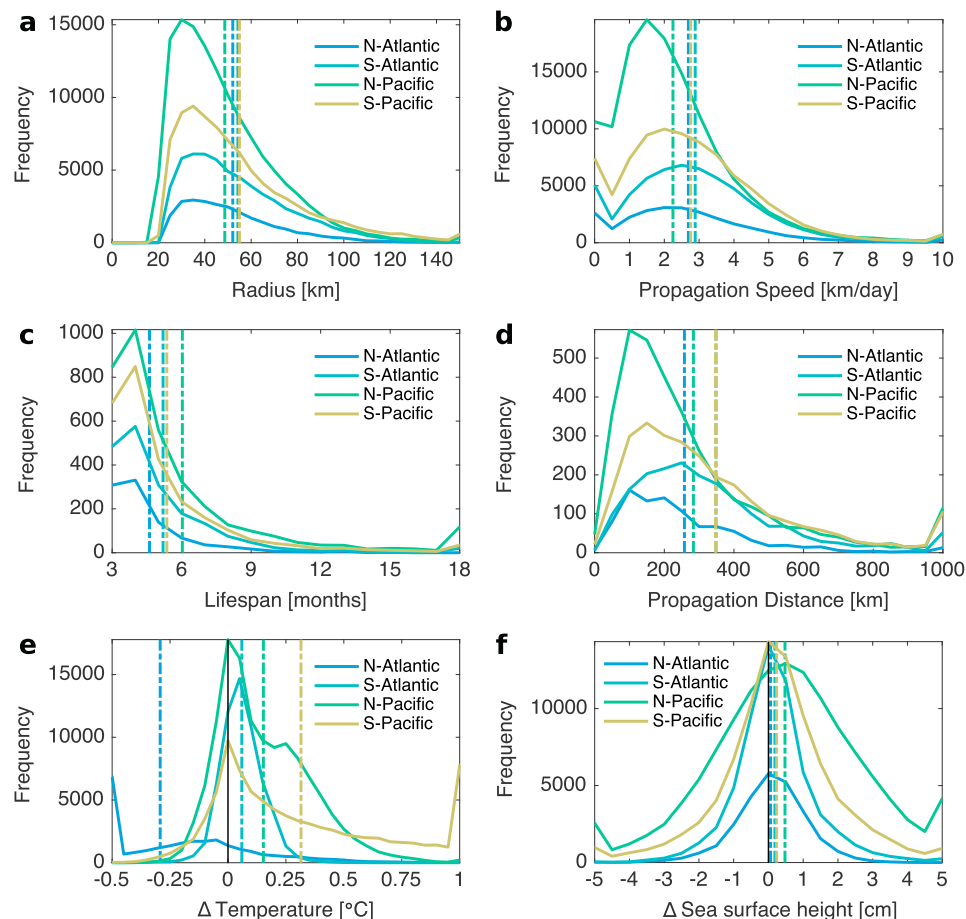 a
15000
10000
5000
0
Frequency
N-Atlantic
S-Atlantic
N-Pacific
S-Pacific
0 20 40 60 80 100 120 140
Radius [km]
b
15000
10000
5000
0
Frequency
N-Atlantic
S-Atlantic
N-Pacific
S-Pacific
0 1 2 3 4 5 6 7 8 9 10
Propagation Speed [km/day]
c
1000
800
600
400
200
0
Frequency
N-Atlantic
S-Atlantic
N-Pacific
S-Pacific
3 6 9 12 15 18
Lifespan [months]
d
500
400
300
200
100
0
Frequency
N-Atlantic
S-Atlantic
N-Pacific
S-Pacific
0 200 400 600 800 1000
Propagation Distance [km]
e
15000
10000
5000
0
Frequency
N-Atlantic
S-Atlantic
N-Pacific
S-Pacific
-0.5 -0.25 0 0.25 0.5 0.75 1
Δ Temperature [°C]
f
10000
5000
0
Frequency
N-Atlantic
S-Atlantic
N-Pacific
S-Pacific
-5 -4 -3 -2 -1 0 1 2 3 4 5
Δ Sea surface height [cm]